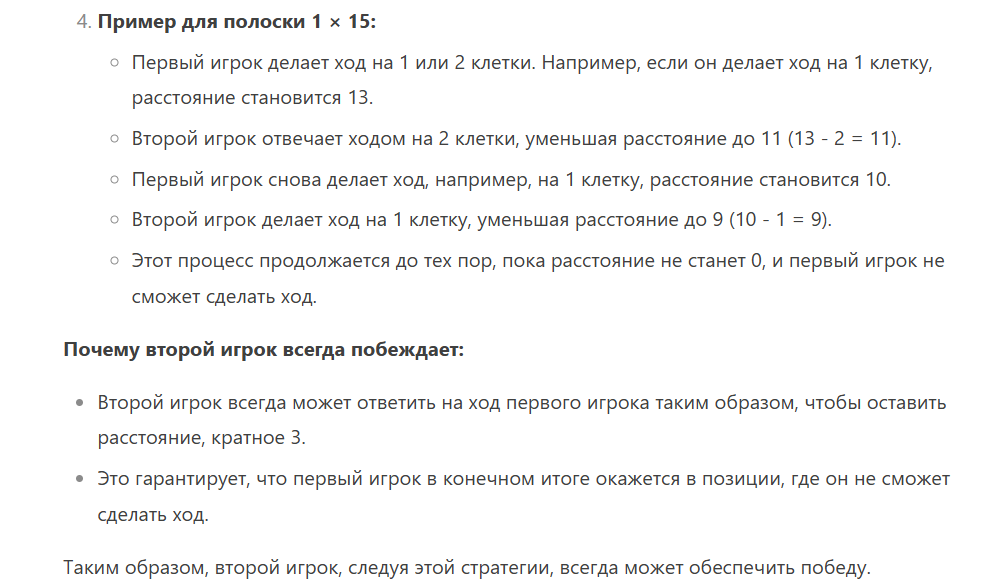 4. Пример для полоски 1 × 15:
○ Первый игрок делает ход на 1 или 2 клетки. Например, если он делает ход на 1 клетку,
расстояние становится 13.
○ Второй игрок отвечает ходом на 2 клетки, уменьшая расстояние до 11 (13 - 2 = 11).
○ Первый игрок снова делает ход, например, на 1 клетку, расстояние становится 10.
○ Второй игрок делает ход на 1 клетку, уменьшая расстояние до 9 (10 - 1 = 9).
○ Этот процесс продолжается до тех пор, пока расстояние не станет 0, и первый игрок не
сможет сделать ход.
Почему второй игрок всегда побеждает:
• Второй игрок всегда может ответить на ход первого игрока таким образом, чтобы оставить
расстояние, кратное 3.
• Это гарантирует, что первый игрок в конечном итоге окажется в позиции, где он не сможет
сделать ход.
Таким образом, второй игрок, следуя этой стратегии, всегда может обеспечить победу.